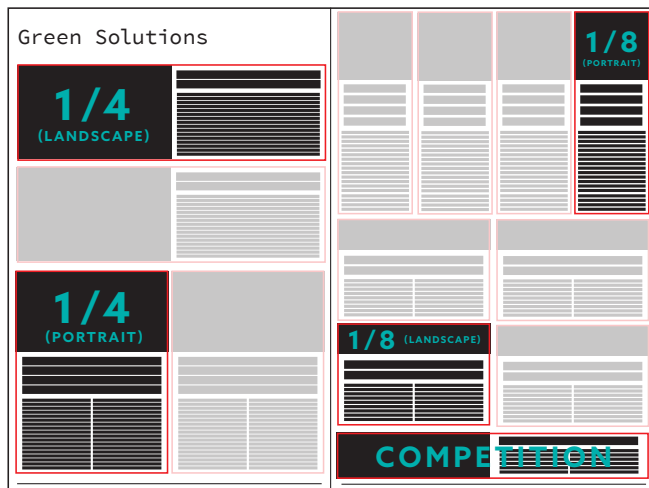 Green Solutions
1/4
(LANDSCAPE)
1/4
(PORTRAIT)
1/8
(PORTRAIT)
1/8 (LANDSCAPE)
COMPETITION